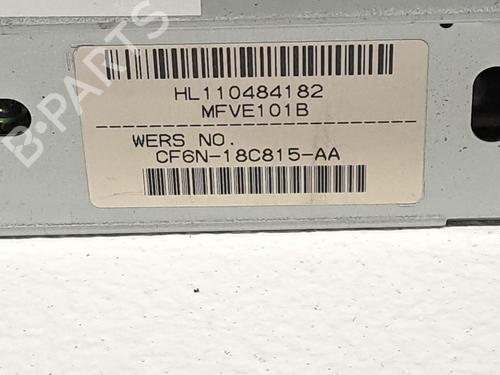 HL110484182
MFVE101B
WERS NO.
CF6N-18C815-AA
B-PARTS